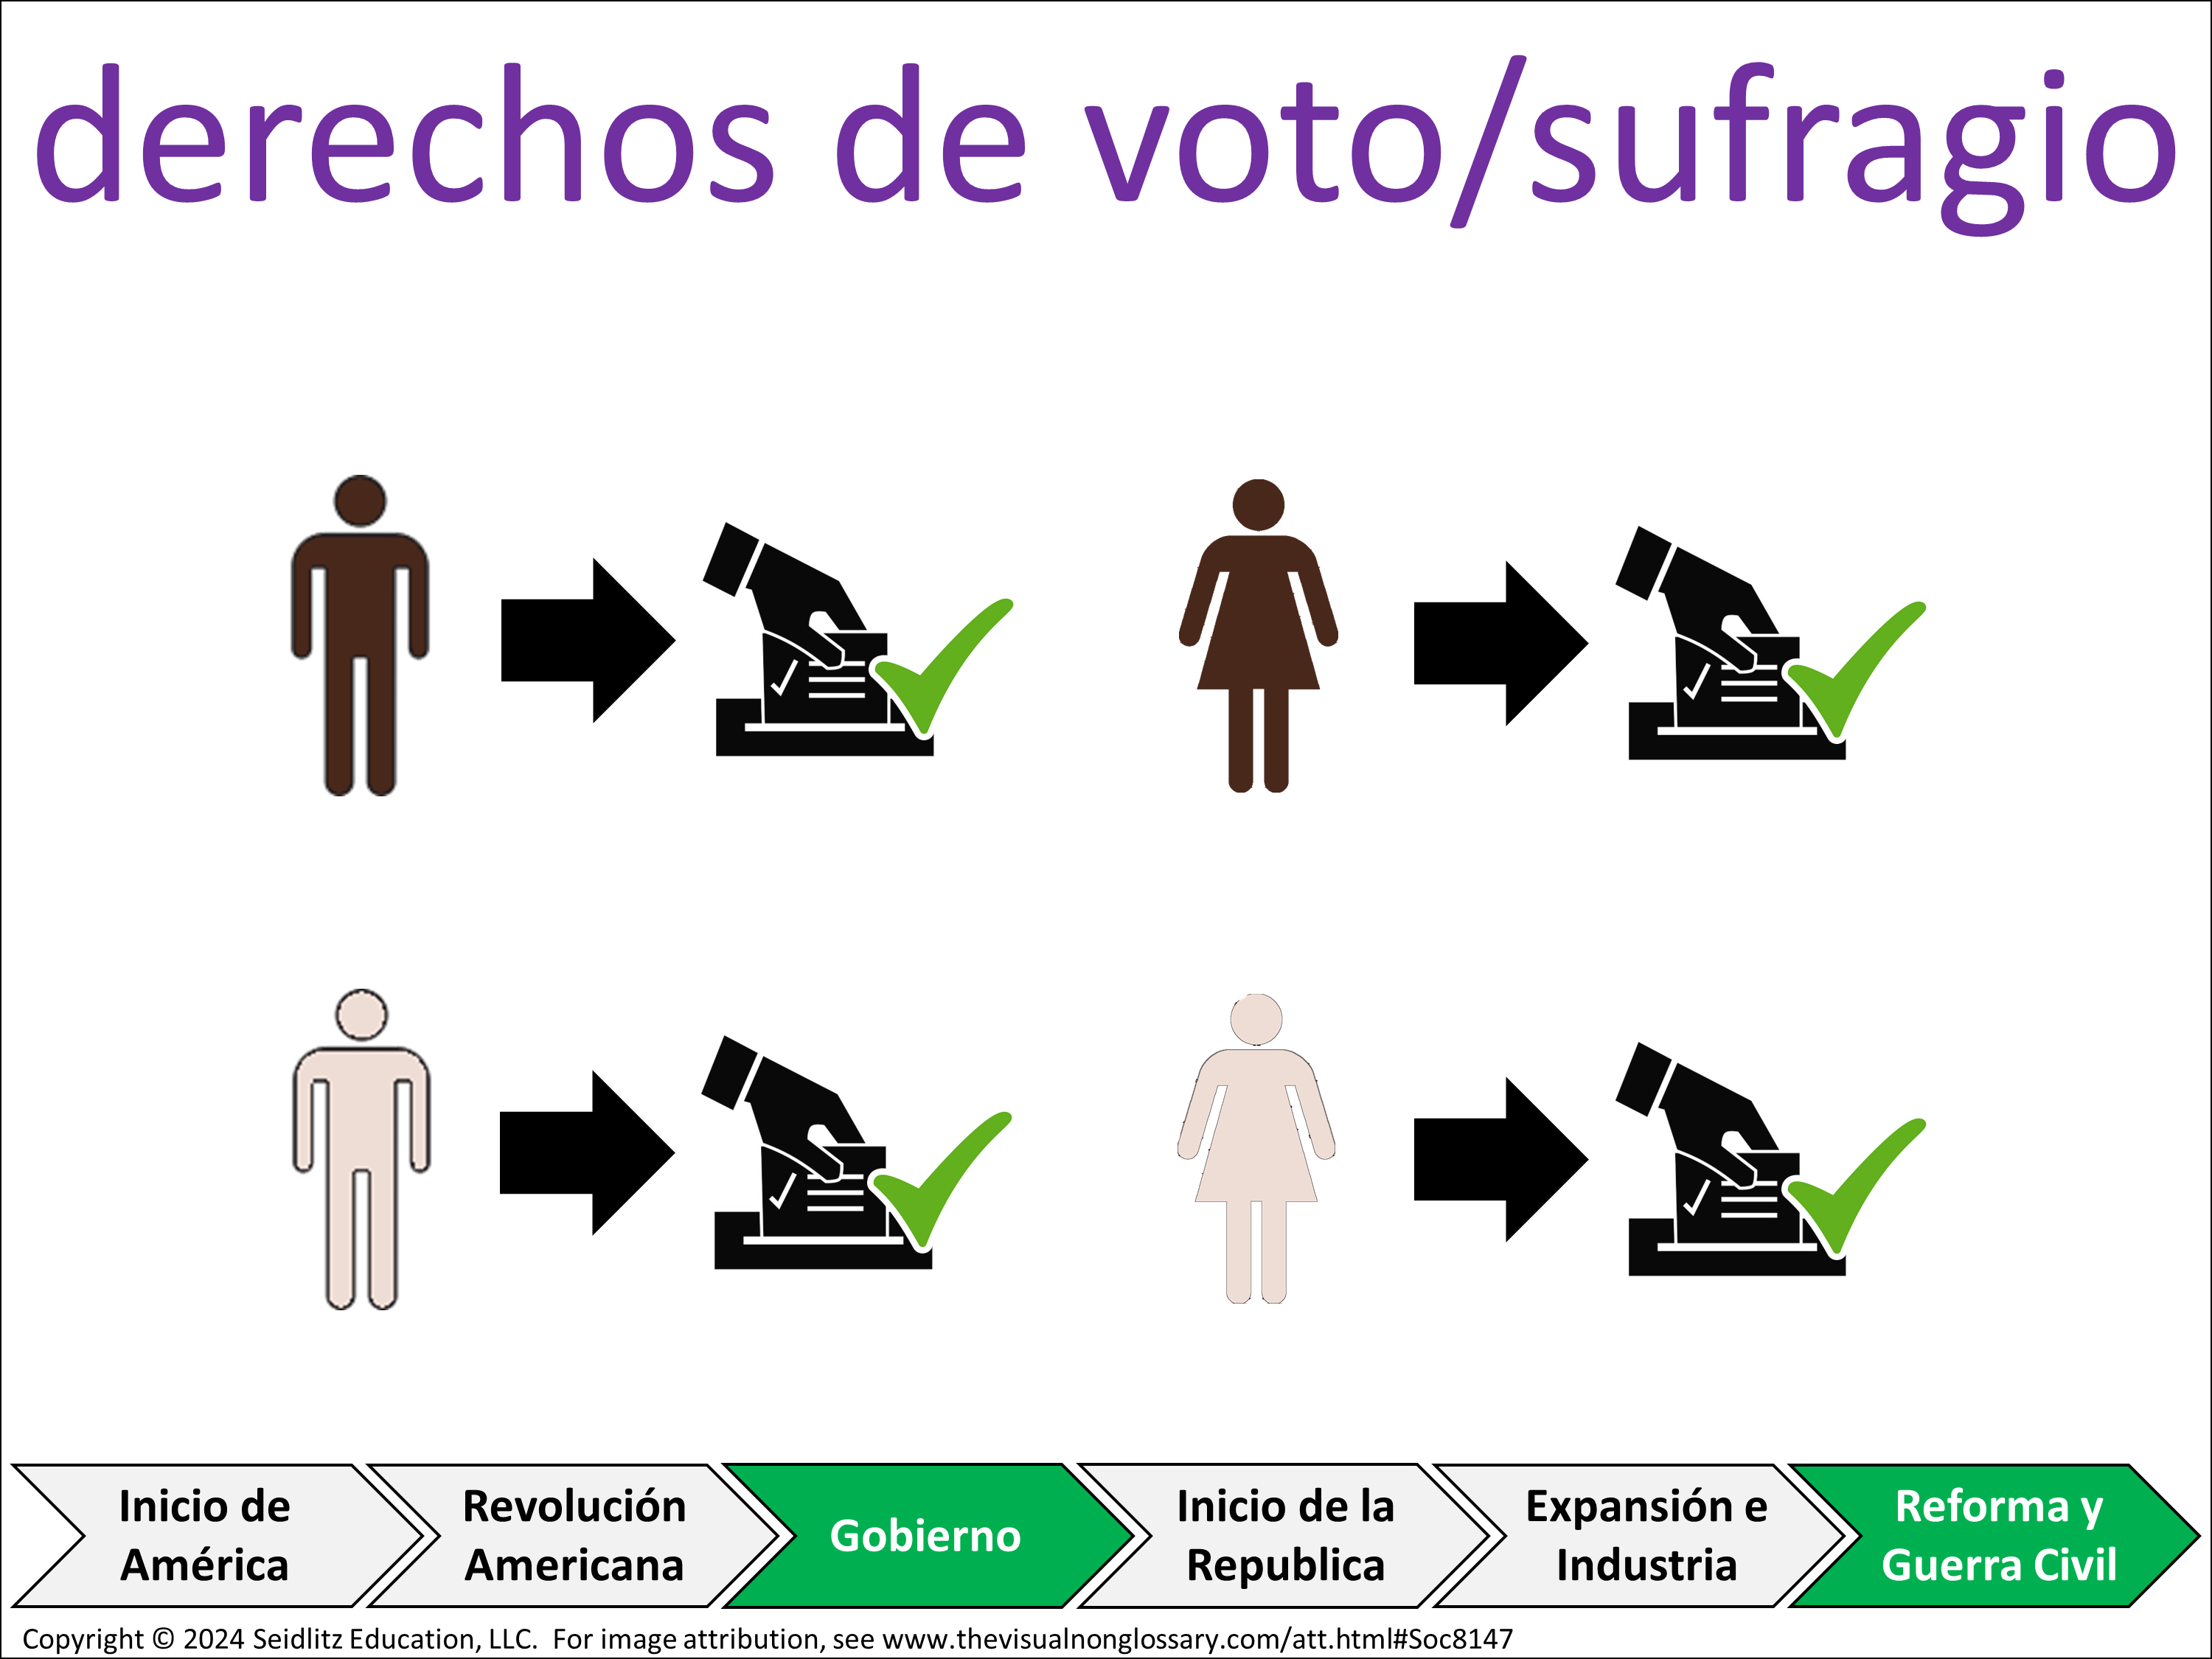 derechos de voto/sufragio
Inicio de
América
Revolución
Americana
Gobierno
Inicio de la
Republica
Expansión e
Industria
Reforma y
Guerra Civil
Copyright © 2024 Seidlitz Education, LLC.  For image attribution, see www.thevisualnonglossary.com/att.html#Soc8147